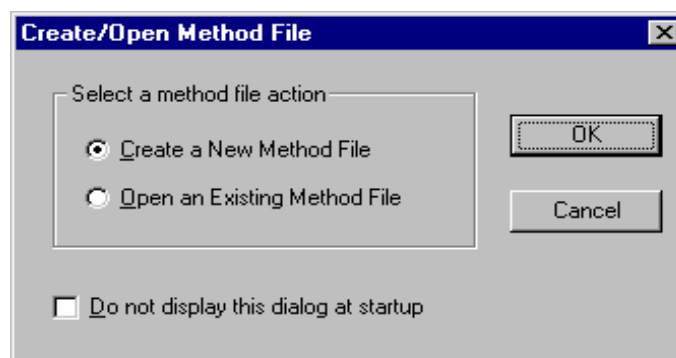 Create/Open Method File
Select a method file action
Create a New Method File
OK
Open an Existing Method File
Cancel
Do not display this dialog at startup